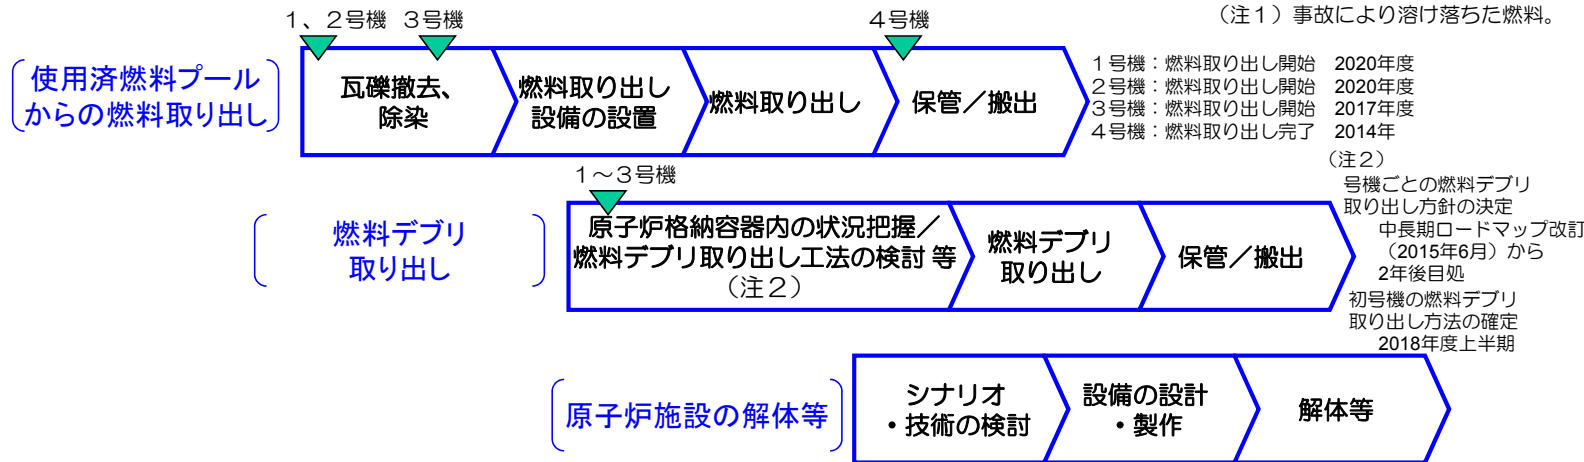 （注１）事故により溶け落ちた燃料。
１、２号機
３号機
４号機
使用済燃料プール
からの燃料取り出し
瓦礫撤去、
除染
燃料取り出し
設備の設置
燃料取り出し
保管／搬出
１号機：燃料取り出し開始　2020年度
２号機：燃料取り出し開始　2020年度
３号機：燃料取り出し開始　2017年度
４号機：燃料取り出し完了　2014年
１～３号機
燃料デブリ
取り出し
原子炉格納容器内の状況把握／
燃料デブリ取り出し工法の検討 等
（注２）
燃料デブリ
取り出し
保管／搬出
（注２）
号機ごとの燃料デブリ
取り出し方針の決定
中長期ロードマップ改訂
（2015年6月）から
2年後目処
初号機の燃料デブリ
取り出し方法の確定
2018年度上半期
原子炉施設の解体等
シナリオ
・技術の検討
設備の設計
・製作
解体等